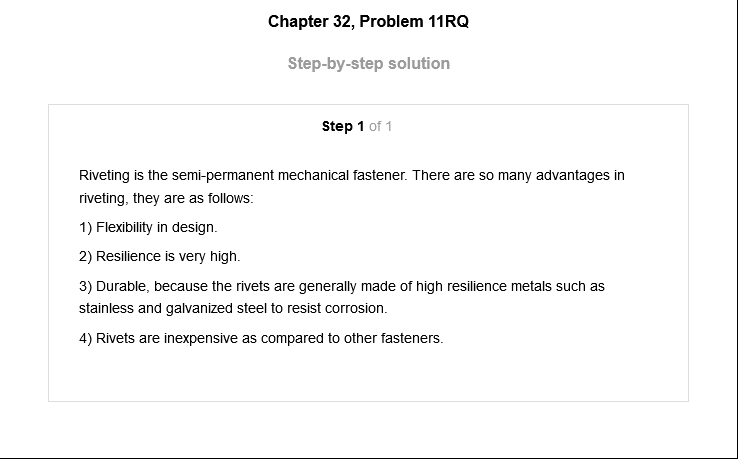 Chapter 32, Problem 11RQ
Step-by-step solution
Step 1 of 1
Riveting is the semi-permanent mechanical fastener. There are so many advantages in
riveting, they are as follows:
1) Flexibility in design.
2) Resilience is very high.
3) Durable, because the rivets are generally made of high resilience metals such as
stainless and galvanized steel to resist corrosion.
4) Rivets are inexpensive as compared to other fasteners.